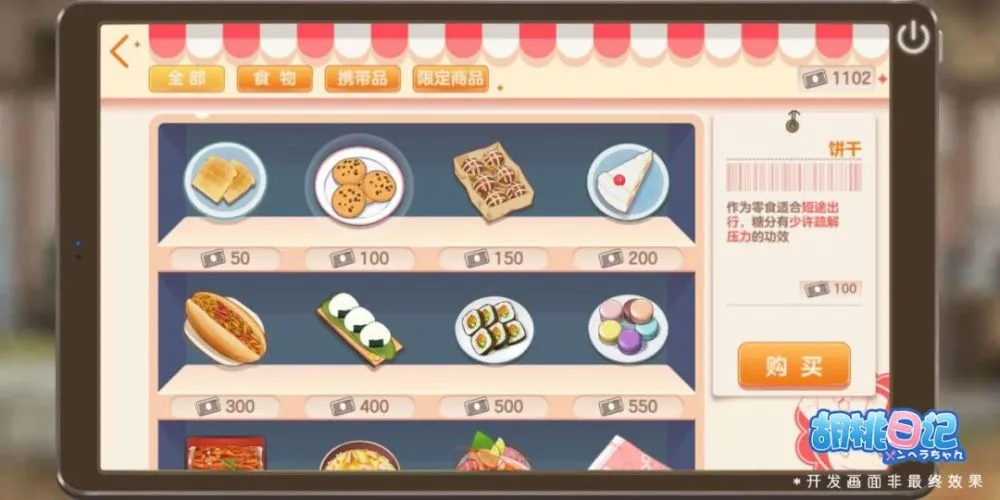 全部
食物
携带品
限定商品
1102
50
100
150
200
300
400
500
550
饼干
作为零食适合短途出
行，糖分有少许疏解
压力的功效
100
购买
胡桃日记
メンヘラちゃん
*开发画面非最终效果